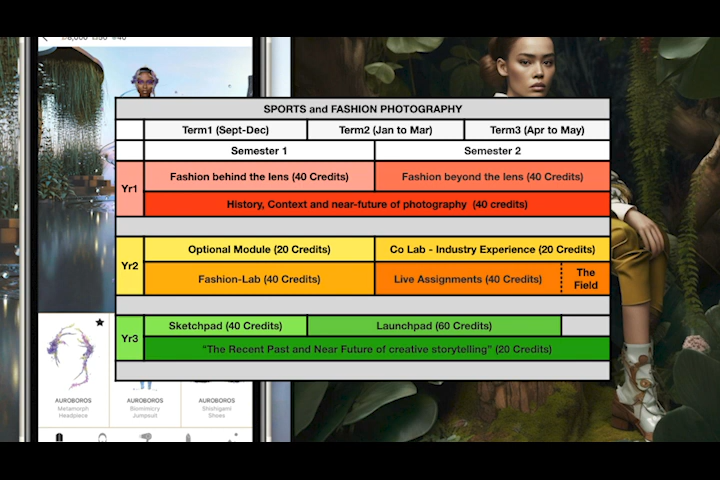 SPORTS and FASHION PHOTOGRAPHY
Term1 (Sept-Dec)
Term2 (Jan to Mar)
Term3 (Apr to May)
Semester 1
Semester 2
Yr1
Fashion behind the lens (40 Credits)
Fashion beyond the lens (40 Credits)
History, Context and near-future of photography (40 credits)
Yr2
Optional Module (20 Credits)
Co Lab - Industry Experience (20 Credits)
Fashion-Lab (40 Credits)
Live Assignments (40 Credits)
The
Field
Yr3
Sketchpad (40 Credits)
Launchpad (60 Credits)
“The Recent Past and Near Future of creative storytelling” (20 Credits)
AUROBOROS
Metamorph
Headpiece
AUROBOROS
Biomimicry
Jumpsuit
AUROBOROS
Shishigami
Shoes